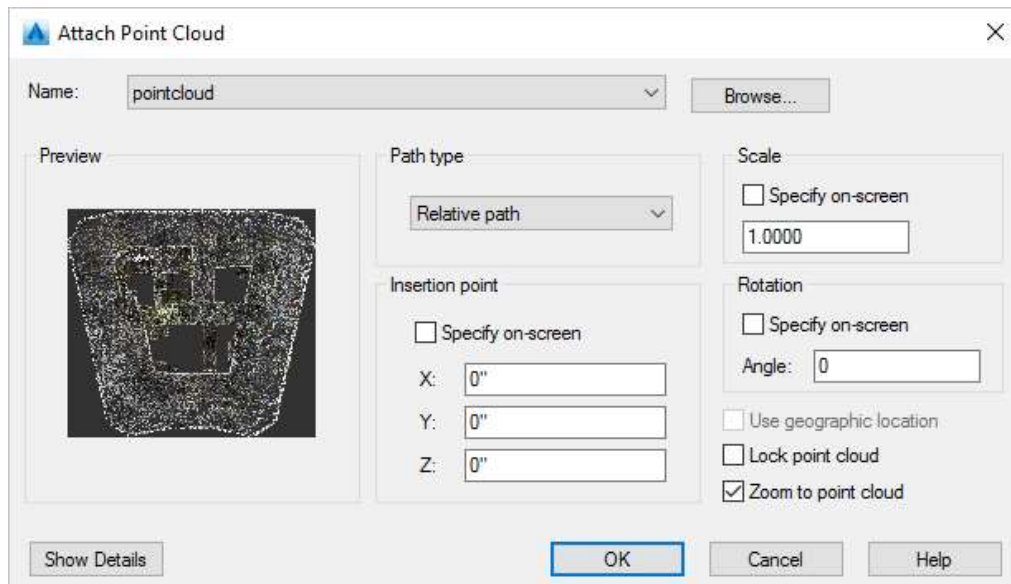 Attach Point Cloud
Name:
pointcloud
Browse...
Preview
Path type
Relative path
Insertion point
Specify on-screen
X:
0"
Y:
0"
Z:
0"
Scale
Specify on-screen
1.0000
Rotation
Specify on-screen
Angle:
0
Use geographic location
Lock point cloud
Zoom to point cloud
Show Details
OK
Cancel
Help